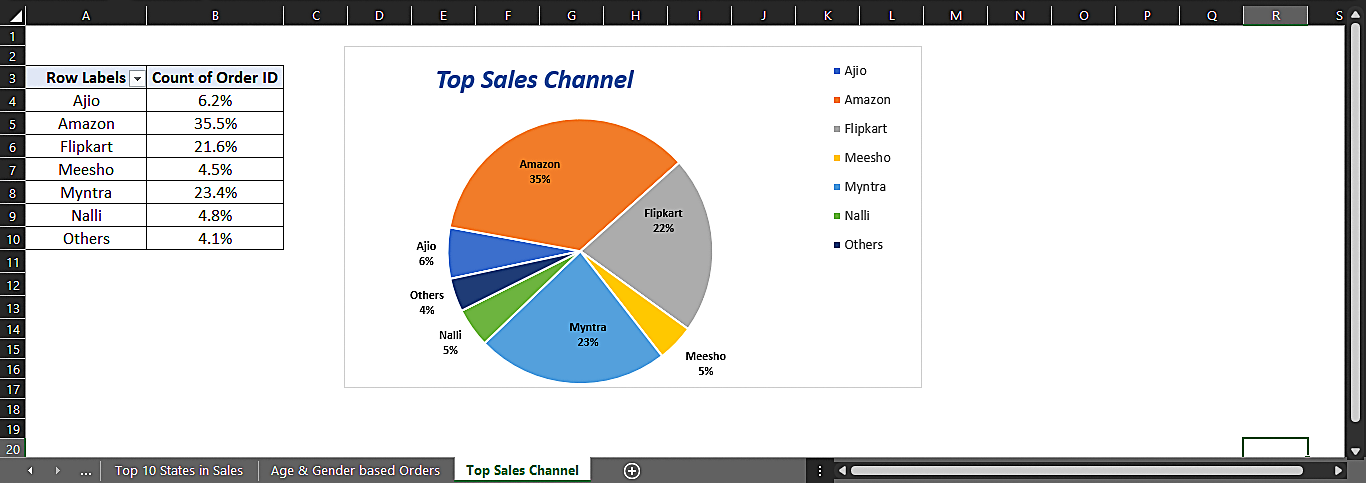 A B C D E F G H I J K L M N O P Q R S
1
2
3 Row Labels Count of Order ID
4 Ajio 6.2%
5 Amazon 35.5%
6 Flipkart 21.6%
7 Meesho 4.5%
8 Myntra 23.4%
9 Nalli 4.8%
10 Others 4.1%
11
12
13
14
15
16
17
18
19
20
Top Sales Channel
Amazon
35%
Flipkart
22%
Ajio
6%
Others
4%
Nalli
5%
Myntra
23%
Meesho
5%
Ajio
Amazon
Flipkart
Meesho
Myntra
Nalli
Others
... Top 10 States in Sales Age & Gender based Orders Top Sales Channel